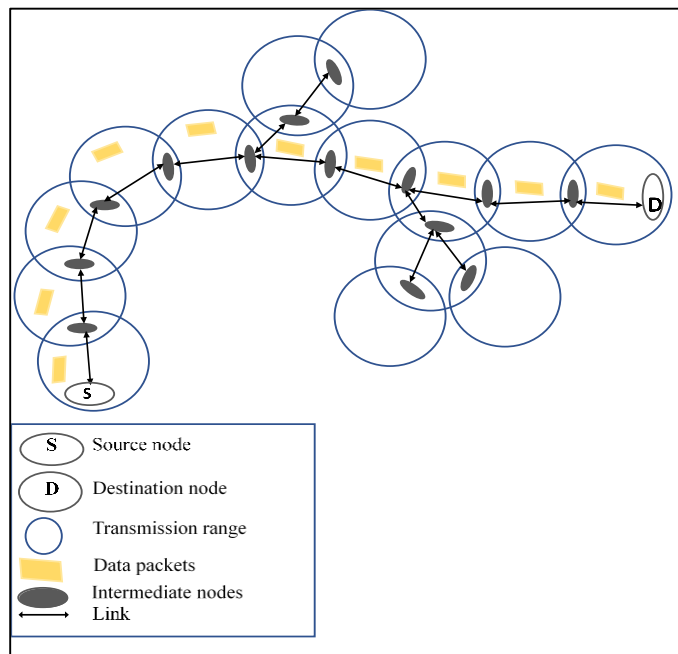 D
S
S Source node
D Destination node
Transmission range
Data packets
Intermediate nodes
Link